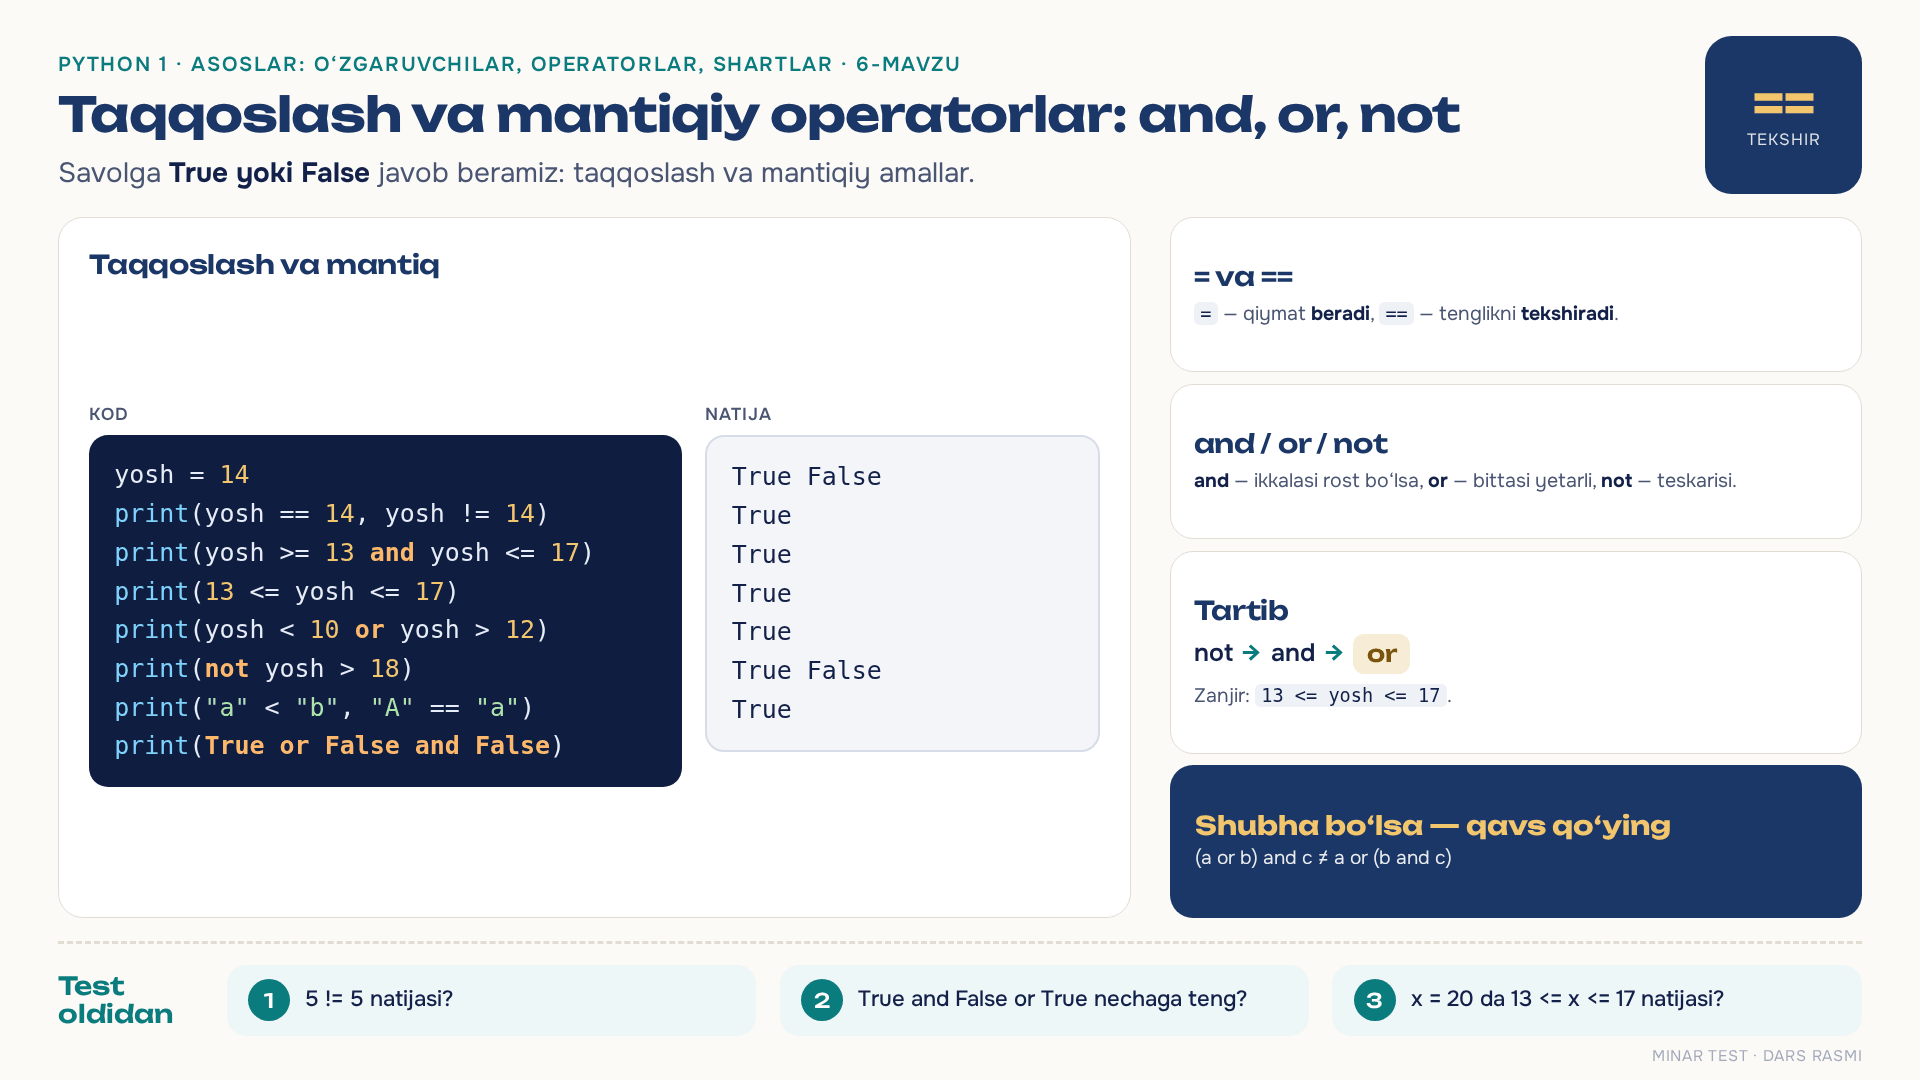 PYTHON 1 · ASOSLAR: O‘ZGARUVCHILAR, OPERATORLAR, SHARTLAR · 6-MAVZU
Taqqoslash va mantiqiy operatorlar: and, or, not
Savolga True yoki False javob beramiz: taqqoslash va mantiqiy amallar.
==
TEKSHIR
Taqqoslash va mantiq
KOD
yosh = 14
print(yosh == 14, yosh != 14)
print(yosh >= 13 and yosh <= 17)
print(13 <= yosh <= 17)
print(yosh < 10 or yosh > 12)
print(not yosh > 18)
print("a" < "b", "A" == "a")
print(True or False and False)
NATIJA
True False
True
True
True
True
True False
True
= va ==
= — qiymat beradi, == — tenglikni tekshiradi.
and / or / not
and — ikkalasi rost bo‘lsa, or — bittasi yetarli, not — teskarisi.
Tartib
not → and → or
Zanjir: 13 <= yosh <= 17.
Shubha bo‘lsa — qavs qo‘ying
(a or b) and c ≠ a or (b and c)
Test
oldidan
1 5 != 5 natijasi?
2 True and False or True nechaga teng?
3 x = 20 da 13 <= x <= 17 natijasi?
MINAR TEST · DARS RASMI